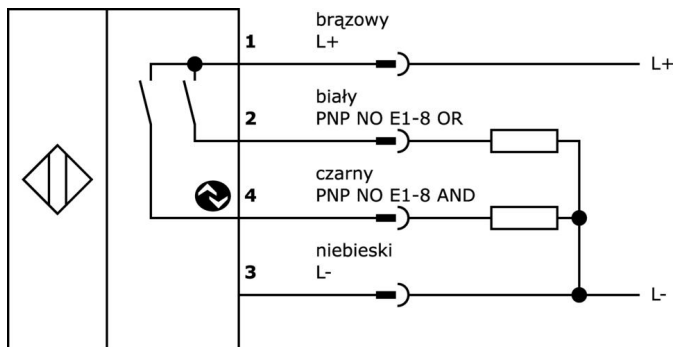 brązowy
1 L+
L+
biały
2 PNP NO E1-8 OR
czarny
4 PNP NO E1-8 AND
niebieski
3 L-
L-